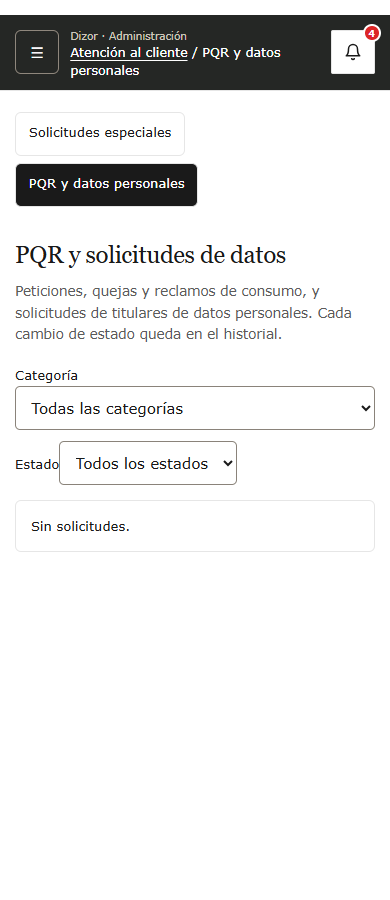 ☰
Dizor · Administración
Atención al cliente / PQR y datos
personales
4
Solicitudes especiales
PQR y datos personales
PQR y solicitudes de datos
Peticiones, quejas y reclamos de consumo, y
solicitudes de titulares de datos personales. Cada
cambio de estado queda en el historial.
Categoría
Todas las categorías
Estado Todos los estados
Sin solicitudes.